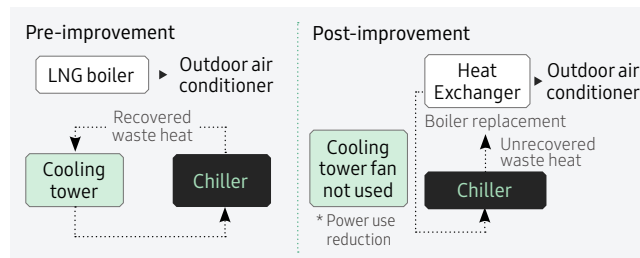 Pre-improvement
LNG boiler
Outdoor air
conditioner
Recovered
waste heat
Cooling
tower
Chiller
Post-improvement
Heat
Exchanger
Outdoor air
conditioner
Boiler replacement
Cooling
tower fan
not used
Unrecovered
waste heat
Chiller
* Power use
reduction